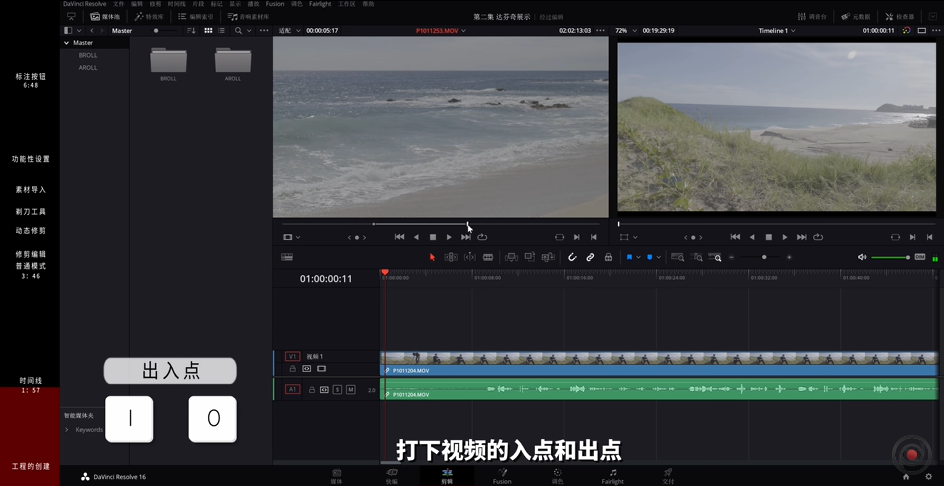 DaVinci Resolve 文件 编辑 修剪 时间线 片段 标记 显示 播放 Fusion 调色 Fairlight 工作区 帮助
媒体池 特效库 编辑索引 音响素材库
第二集 达芬奇展示 已过编辑
调音台 元数据 检查器
Master
适配 00:00:05:17 P1011253.MOV 02:02:13:03
72% 00:19:29:19 Timeline 1 01:00:00:11
Master
BROLL
AROLL
BROLL
AROLL
标注按钮
6:48
功能性设置
素材导入
剃刀工具
动态修剪
修剪编辑
普通模式
3:46
时间线
1:57
工程的创建
01:00:00:11
01:00:00:00 01:00:08:00 01:00:16:00 01:00:24:00 01:00:32:00 01:00:40:00
V1 视频 1
P1011204.MOV
A1 S M 2.0
P1011204.MOV
DIM
出入点
I O
智能媒体夹
Keywords
打下视频的入点和出点
DaVinci Resolve 16
媒体 快编 剪辑 Fusion 调色 Fairlight 交付